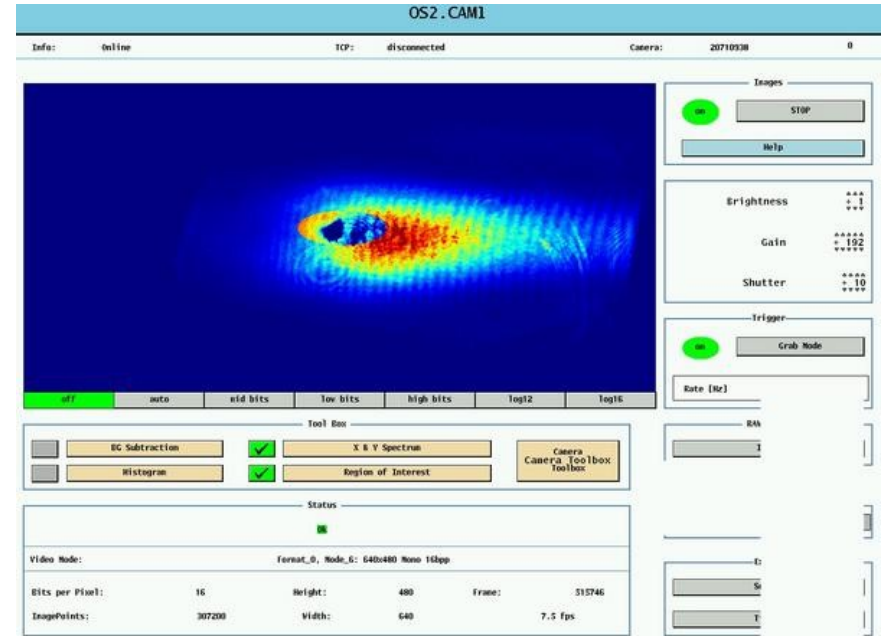 OS2.CAM1
Info: Online TCP: disconnected Camera: 20710938 0
Images
on STOP
Help
Brightness + 1
Gain + 192
Shutter + 10
Trigger
on Grab Mode
Rate [Hz]
off auto mid bits low bits high bits log12 log16
Tool Box
BG Subtraction X & Y Spectrum
Histogram Region of Interest
Camera
Camera Toolbox
Toolbox
Status
Ok
Video Mode: Format_0, Mode_6: 640x480 Mono 16bpp
Bits per Pixel: 16 Height: 480 Frame: 315746
ImagePoints: 307200 Width: 640 7.5 fps